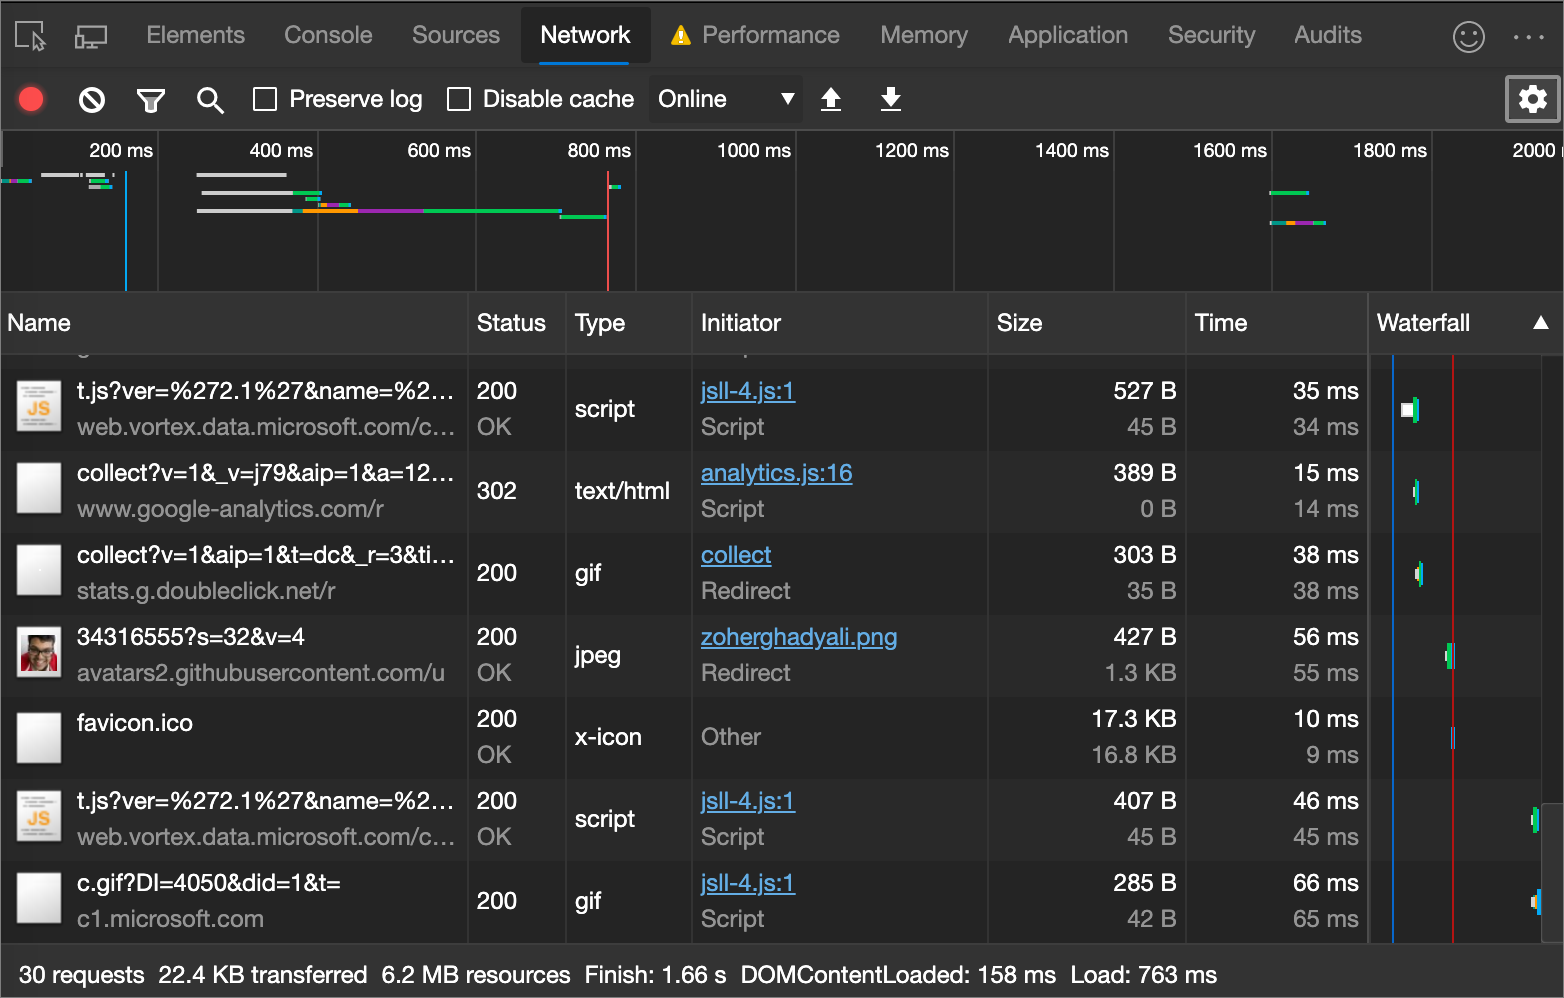 Elements Console Sources Network Performance Memory Application Security Audits
Preserve log Disable cache Online
200 ms 400 ms 600 ms 800 ms 1000 ms 1200 ms 1400 ms 1600 ms 1800 ms 2000
Name Status Type Initiator Size Time Waterfall ▲
JS t.js?ver=%272.1%27&name=%2... 200 script jsll-4.js:1 527 B 35 ms
web.vortex.data.microsoft.com/c... OK Script 45 B 34 ms
collect?v=1&_v=j79&aip=1&a=12... 302 text/html analytics.js:16 389 B 15 ms
www.google-analytics.com/r Script 0 B 14 ms
collect?v=1&aip=1&t=dc&_r=3&ti... 200 gif collect 303 B 38 ms
stats.g.doubleclick.net/r Redirect 35 B 38 ms
34316555?s=32&v=4 200 jpeg zoherghadyali.png 427 B 56 ms
avatars2.githubusercontent.com/u OK Redirect 1.3 KB 55 ms
favicon.ico 200 x-icon Other 17.3 KB 10 ms
OK 16.8 KB 9 ms
JS t.js?ver=%272.1%27&name=%2... 200 script jsll-4.js:1 407 B 46 ms
web.vortex.data.microsoft.com/c... OK Script 45 B 45 ms
c.gif?DI=4050&did=1&t= 200 gif jsll-4.js:1 285 B 66 ms
c1.microsoft.com Script 42 B 65 ms
30 requests 22.4 KB transferred 6.2 MB resources Finish: 1.66 s DOMContentLoaded: 158 ms Load: 763 ms